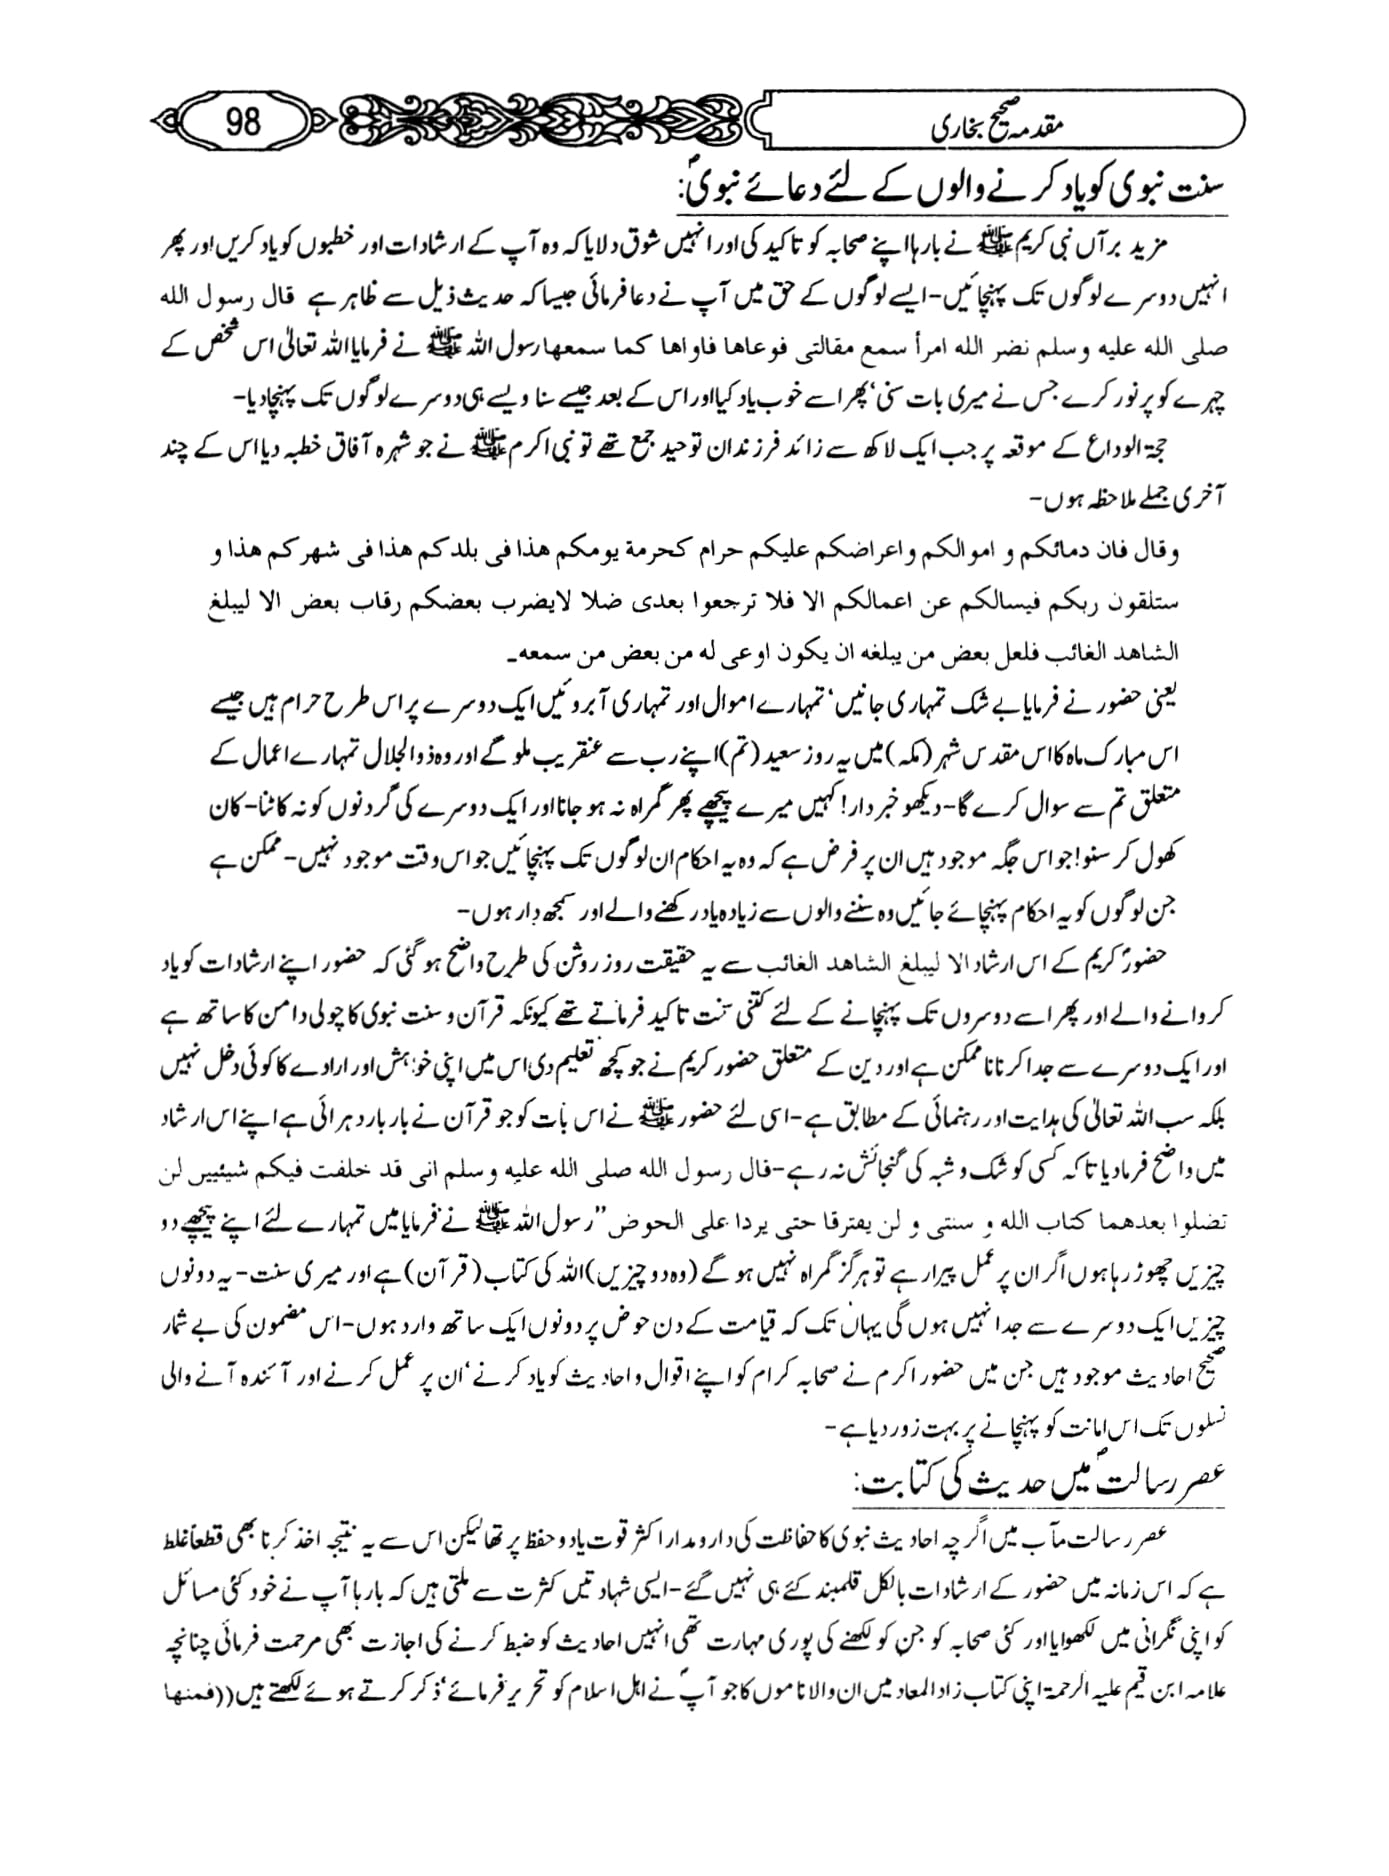 مقدمہ صحیح بخاری
98
سنت نبوی کو یاد کرنے والوں کے لئے دعائے نبویؐ:
مزید برآں نبی کریم ﷺ نے بارہا اپنے صحابہ کو تاکید کی اور انہیں شوق دلایا کہ وہ آپ کے ارشادات اور خطبوں کو یاد کریں اور پھر
انہیں دوسرے لوگوں تک پہنچائیں-ایسے لوگوں کے حق میں آپ نے دعا فرمائی جیسا کہ حدیث ذیل سے ظاہر ہے قال رسول الله
صلی الله علیه وسلم نضر الله امرأ سمع مقالتی فوعاها فاواها کما سمعها رسول اللہ ﷺ نے فرمایا اللہ تعالیٰ اس شخص کے
چہرے کو پر نور کرے جس نے میری بات سنی‘ پھر اسے خوب یاد کیا اور اس کے بعد جیسے سنا ویسے ہی دوسرے لوگوں تک پہنچا دیا-
حجۃ الوداع کے موقعہ پر جب ایک لاکھ سے زائد فرزندان توحید جمع تھے تو نبی اکرم ﷺ نے جو شہرہ آفاق خطبہ دیا اس کے چند
آخری جملے ملاحظہ ہوں-
وقال فان دمائکم و اموالکم واعراضکم علیکم حرام کحرمة یومکم هذا فی بلدکم هذا فی شهرکم هذا و
ستلقون ربکم فیسالکم عن اعمالکم الا فلا ترجعوا بعدی ضلا لایضرب بعضکم رقاب بعض الا لیبلغ
الشاهد الغائب فلعل بعض من یبلغه ان یکون اوعی له من بعض من سمعه۔
یعنی حضور نے فرمایا بے شک تمہاری جانیں‘ تمہارے اموال اور تمہاری آبروئیں ایک دوسرے پر اس طرح حرام ہیں جیسے
اس مبارک ماہ کا اس مقدس شہر (مکہ) میں یہ روز سعید (تم) اپنے رب سے عنقریب ملو گے اور وہ ذوالجلال تمہارے اعمال کے
متعلق تم سے سوال کرے گا-دیکھو خبردار! کہیں میرے پیچھے پھر گمراہ نہ ہو جانا اور ایک دوسرے کی گردنوں کو نہ کاٹنا-کان
کھول کر سنو! جو اس جگہ موجود ہیں ان پر فرض ہے کہ وہ یہ احکام ان لوگوں تک پہنچائیں جو اس وقت موجود نہیں-ممکن ہے
جن لوگوں کو یہ احکام پہنچائے جائیں وہ سننے والوں سے زیادہ یاد رکھنے والے اور سمجھ دار ہوں-
حضورؐ کریم کے اس ارشاد الا لیبلغ الشاهد الغائب سے یہ حقیقت روز روشن کی طرح واضح ہو گئی کہ حضور اپنے ارشادات کو یاد
کروانے والے اور پھر اسے دوسروں تک پہنچانے کے لئے کتنی سخت تاکید فرماتے تھے کیونکہ قرآن و سنت نبوی کا چولی دامن کا ساتھ ہے
اور ایک دوسرے سے جدا کرنا ناممکن ہے اور دین کے متعلق حضور کریم نے جو کچھ تعلیم دی اس میں اپنی خواہش اور ارادے کا کوئی دخل نہیں
بلکہ سب اللہ تعالیٰ کی ہدایت اور رہنمائی کے مطابق ہے-اسی لئے حضور ﷺ نے اس بات کو جو قرآن نے بار بار دہرائی ہے اپنے اس ارشاد
میں واضح فرما دیا تاکہ کسی کو شک و شبہ کی گنجائش نہ رہے-قال رسول الله صلی الله علیه وسلم انی قد خلفت فیکم شیئین لن
تضلوا بعدهما کتاب الله و سنتی و لن یفترقا حتی یردا علی الحوض ’’رسول اللہ ﷺ نے فرمایا میں تمہارے لئے اپنے پیچھے دو
چیزیں چھوڑ رہا ہوں اگر ان پر عمل پیرا رہے تو ہرگز گمراہ نہیں ہو گے (وہ دو چیزیں) اللہ کی کتاب (قرآن) ہے اور میری سنت-یہ دونوں
چیزیں ایک دوسرے سے جدا نہیں ہوں گی یہاں تک کہ قیامت کے دن حوض پر دونوں ایک ساتھ وارد ہوں-اس مضمون کی بے شمار
صحیح احادیث موجود ہیں جن میں حضور اکرم نے صحابہ کرام کو اپنے اقوال و احادیث کو یاد کرنے‘ ان پر عمل کرنے اور آئندہ آنے والی
نسلوں تک اس امانت کو پہنچانے پر بہت زور دیا ہے-
عصر رسالتؐ میں حدیث کی کتابت:
عصر رسالت مآب میں اگرچہ احادیث نبوی کا حفاظت کی دارومدار اکثر قوت یاد و حفظ پر تھا لیکن اس سے یہ نتیجہ اخذ کرنا بھی قطعاً غلط
ہے کہ اس زمانہ میں حضور کے ارشادات بالکل قلمبند کئے ہی نہیں گئے-ایسی شہادتیں کثرت سے ملتی ہیں کہ بارہا آپ نے خود کئی مسائل
کو اپنی نگرانی میں لکھوایا اور کئی صحابہ کو جن کو لکھنے کی پوری مہارت تھی انہیں احادیث کو ضبط کرنے کی اجازت بھی مرحمت فرمائی چنانچہ
علامہ ابن قیم علیہ الرحمۃ اپنی کتاب زاد المعاد میں ان والا ناموں کا جو آپؐ نے اہل اسلام کو تحریر فرمائے‘ ذکر کرتے ہوئے لکھتے ہیں ((فمنها